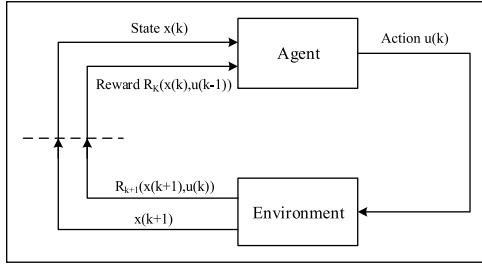 State x(k)
Agent
Action u(k)
Reward R_K(x(k),u(k-1))
R_{k+1}(x(k+1),u(k))
Environment
x(k+1)